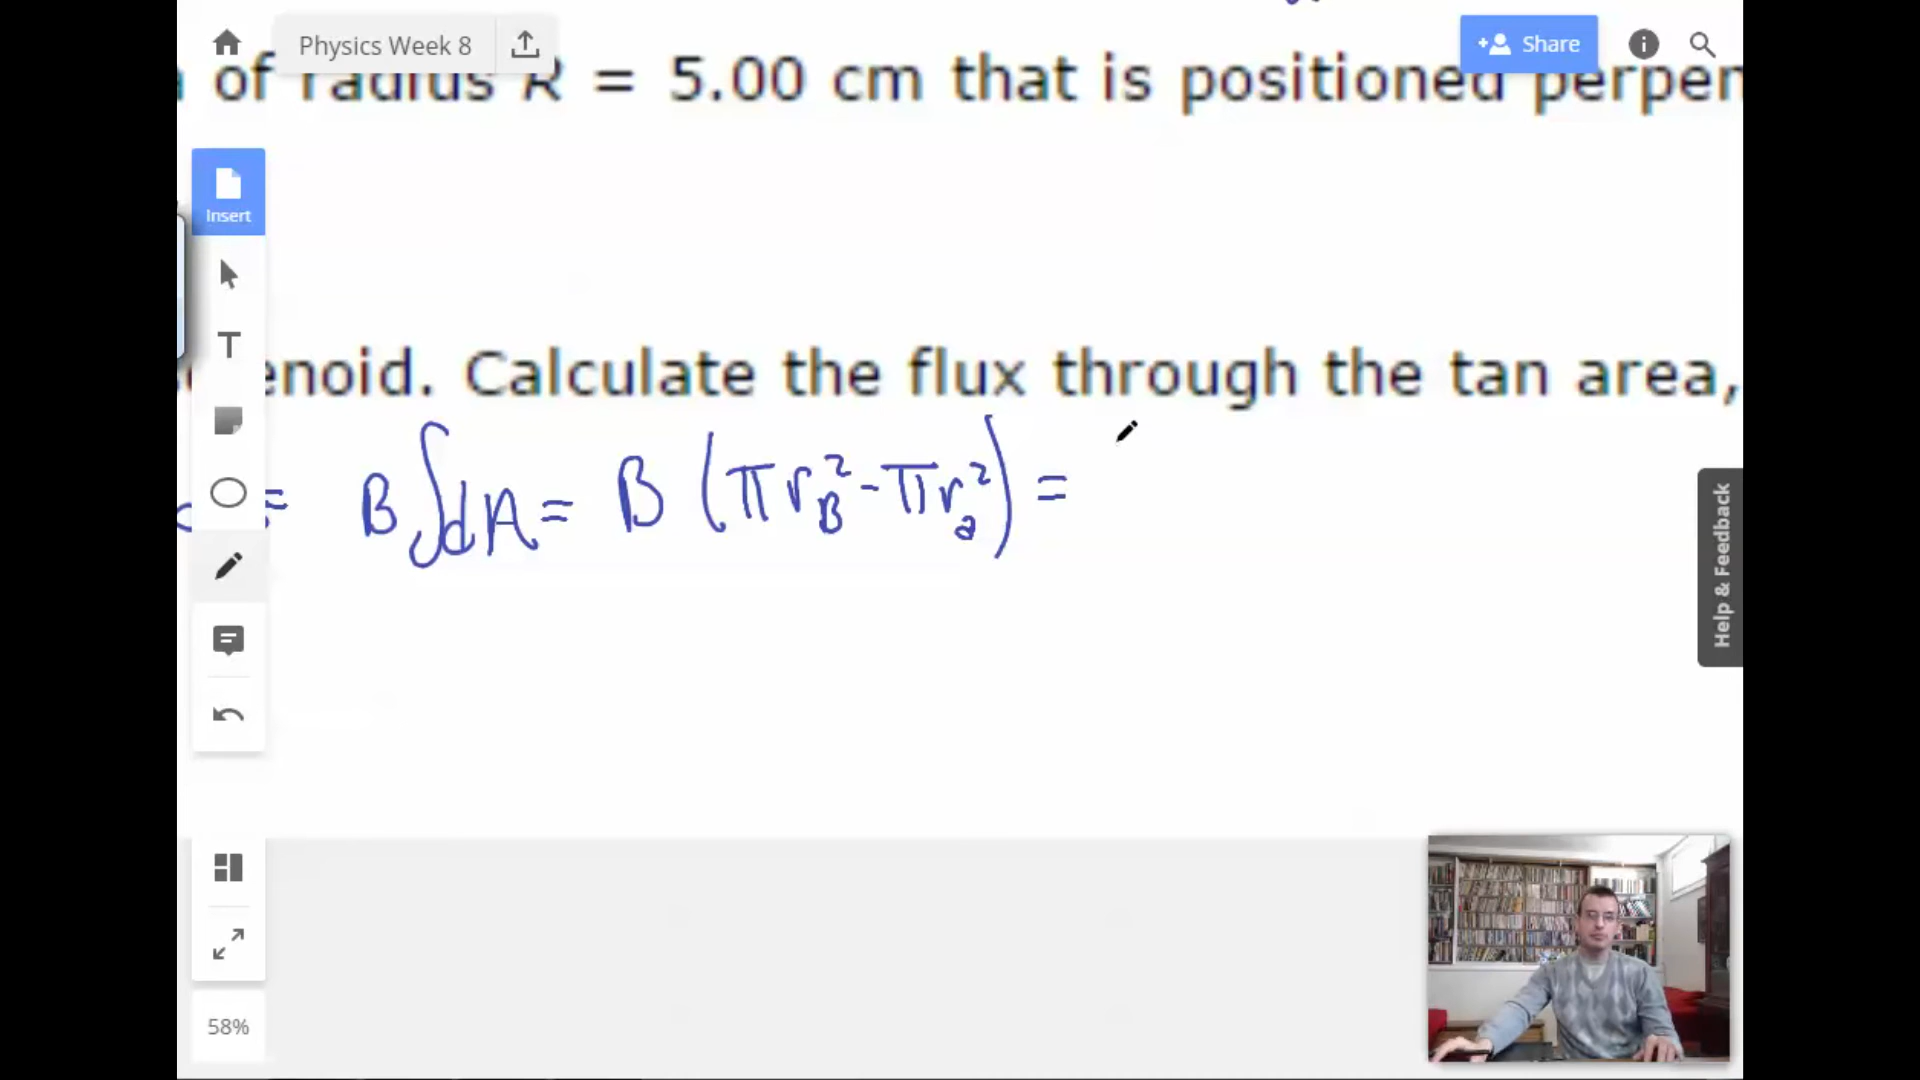 Physics Week 8
Share
of radius R = 5.00 cm that is positioned
Insert
T
enoid. Calculate the flux through the tan area,
= B∫dA = B (πr_B² - πr_a²) =
Help & Feedback
58%